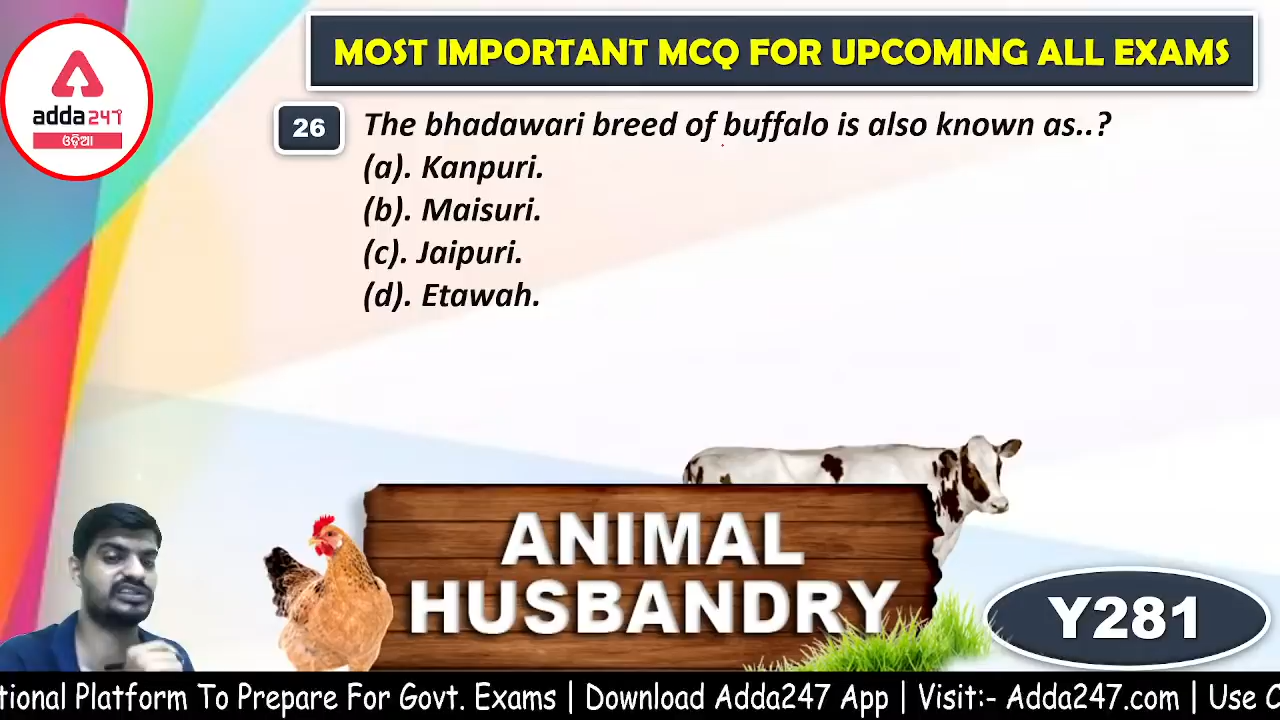 MOST IMPORTANT MCQ FOR UPCOMING ALL EXAMS
adda247
ଓଡ଼ିଆ
26 The bhadawari breed of buffalo is also known as..?
(a). Kanpuri.
(b). Maisuri.
(c). Jaipuri.
(d). Etawah.
ANIMAL
HUSBANDRY
Y281
tional Platform To Prepare For Govt. Exams | Download Adda247 App | Visit:- Adda247.com | Use